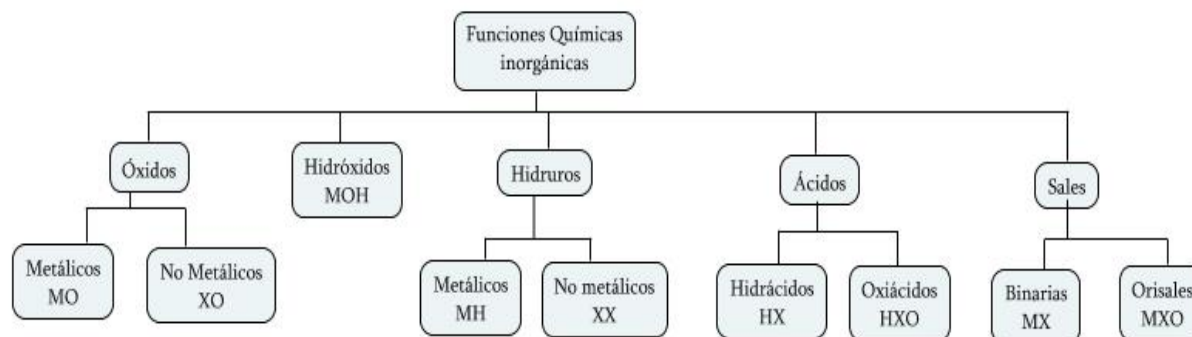 Funciones Químicas
inorgánicas
Óxidos
Hidróxidos
MOH
Hidruros
Ácidos
Sales
Metálicos
MO
No Metálicos
XO
Metálicos
MH
No metálicos
XX
Hidrácidos
HX
Oxiácidos
HXO
Binarias
MX
Orisales
MXO